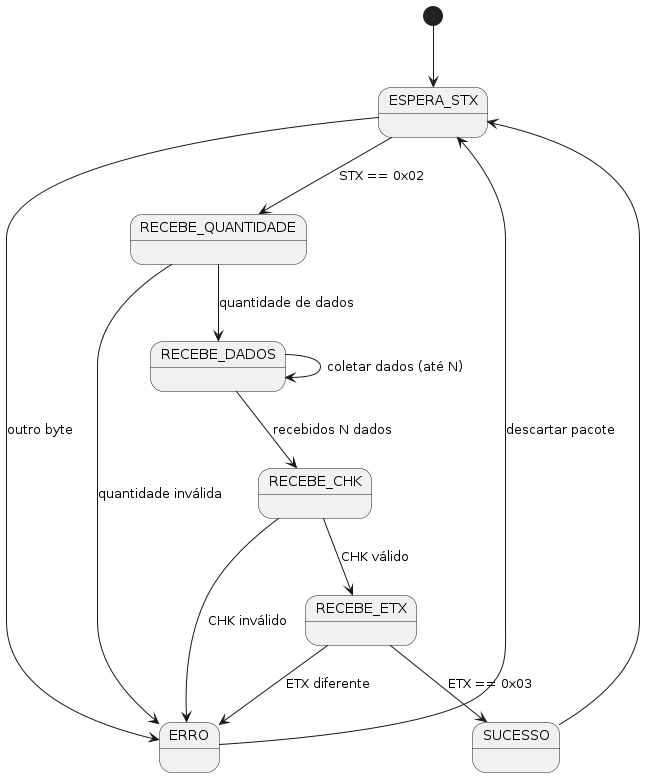 ESPERA_STX
STX == 0x02
RECEBE_QUANTIDADE
quantidade de dados
RECEBE_DADOS
coletar dados (até N)
outro byte
recebidos N dados
descartar pacote
RECEBE_CHK
quantidade inválida
CHK válido
RECEBE_ETX
CHK inválido
ETX diferente
ETX == 0x03
ERRO
SUCESSO